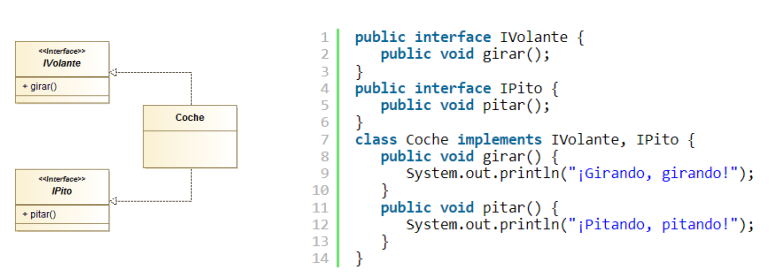 <<Interface>>
IVolante
+ girar()
Coche
<<Interface>>
IPito
+ pitar()
1 public interface IVolante {
2 public void girar();
3 }
4 public interface IPito {
5 public void pitar();
6 }
7 class Coche implements IVolante, IPito {
8 public void girar() {
9 System.out.println("¡Girando, girando!");
10 }
11 public void pitar() {
12 System.out.println("¡Pitando, pitando!");
13 }
14 }